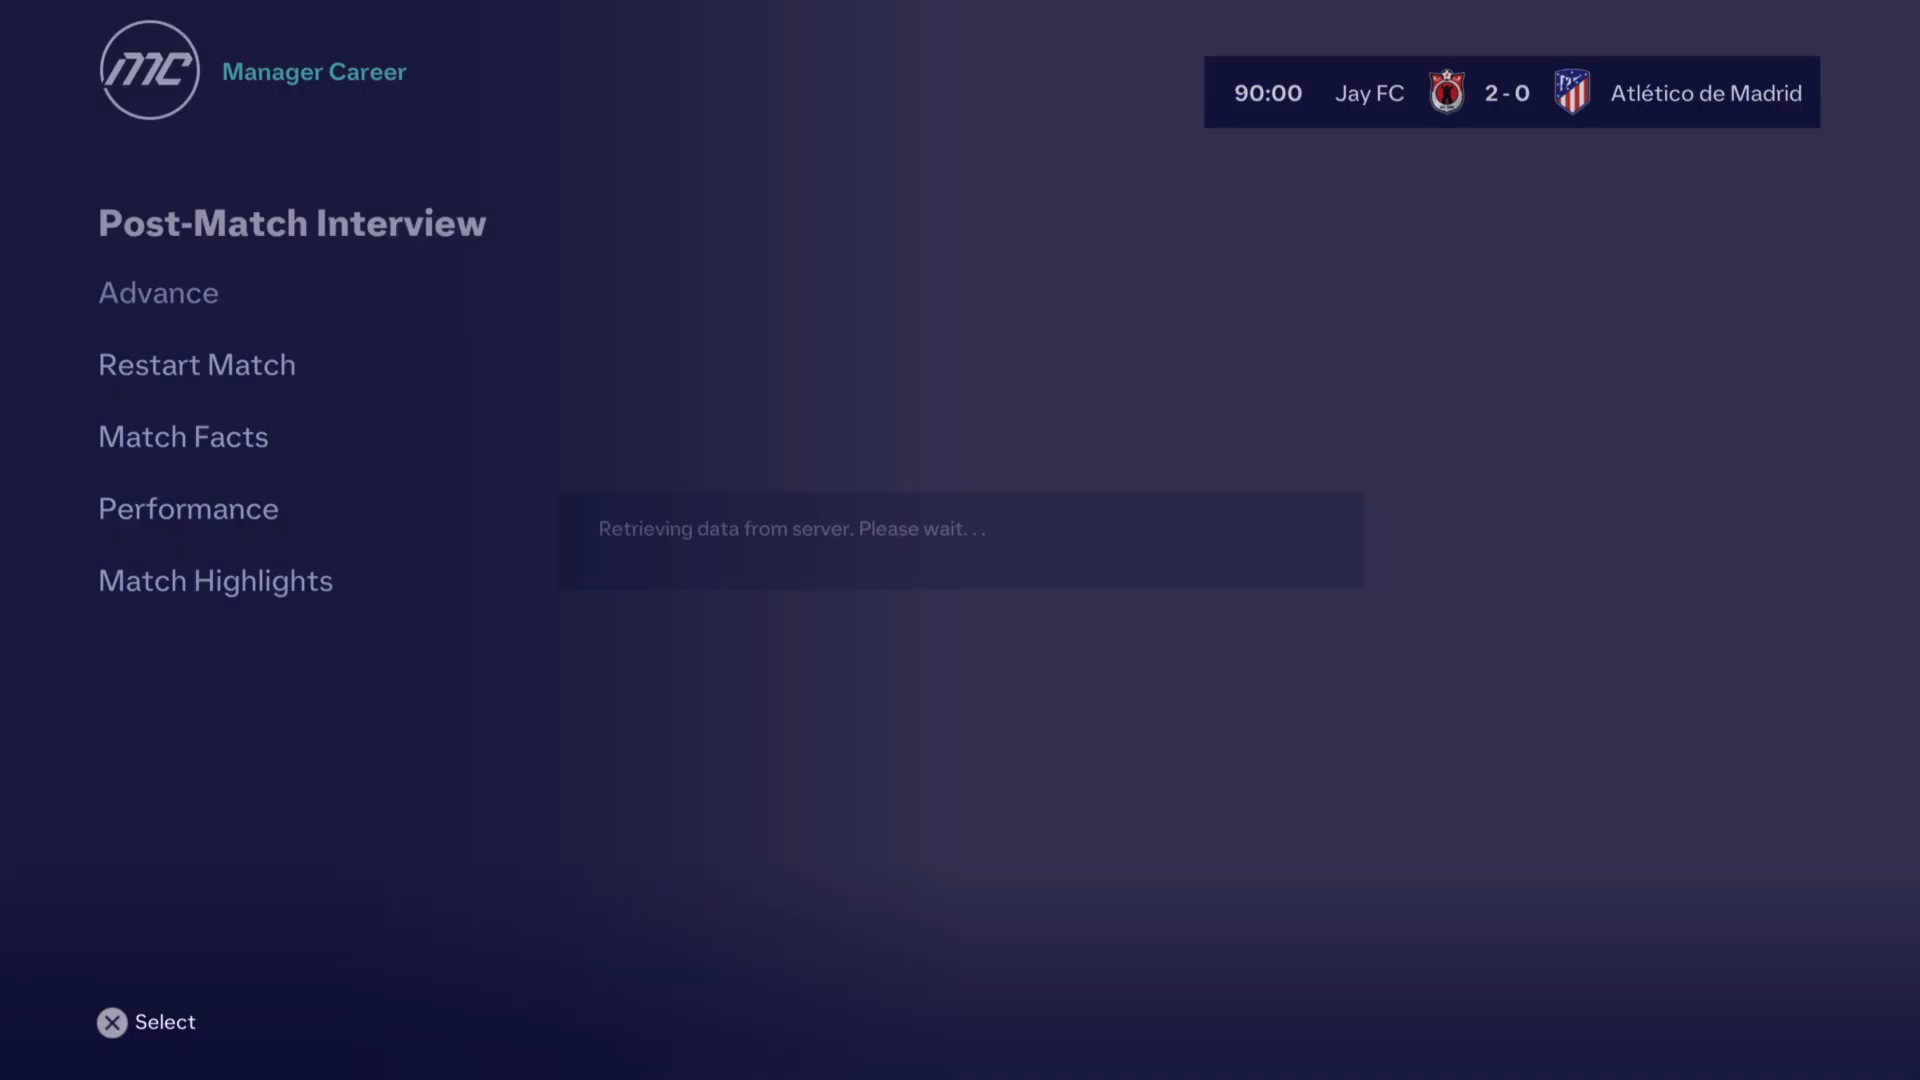 MC
Manager Career
90:00 Jay FC 2 - 0 Atlético de Madrid
Post-Match Interview
Advance
Restart Match
Match Facts
Performance
Match Highlights
Retrieving data from server. Please wait. . .
Select